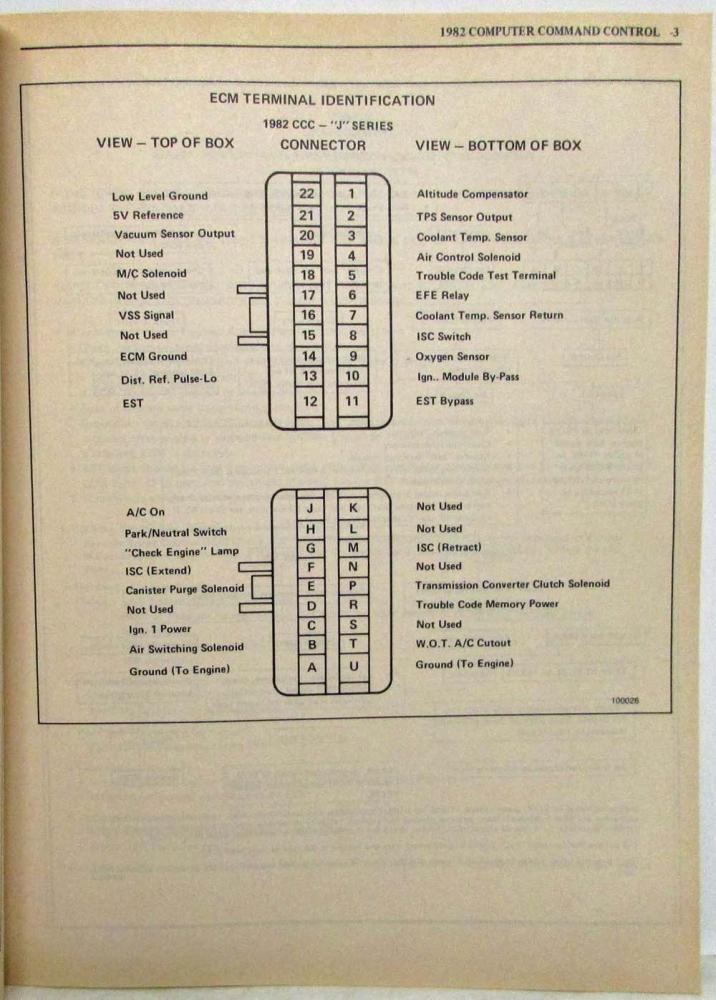 1982 COMPUTER COMMAND CONTROL -3
ECM TERMINAL IDENTIFICATION
1982 CCC – "J" SERIES
VIEW – TOP OF BOX CONNECTOR VIEW – BOTTOM OF BOX
Low Level Ground 22 1 Altitude Compensator
5V Reference 21 2 TPS Sensor Output
Vacuum Sensor Output 20 3 Coolant Temp. Sensor
Not Used 19 4 Air Control Solenoid
M/C Solenoid 18 5 Trouble Code Test Terminal
Not Used 17 6 EFE Relay
VSS Signal 16 7 Coolant Temp. Sensor Return
Not Used 15 8 ISC Switch
ECM Ground 14 9 Oxygen Sensor
Dist. Ref. Pulse-Lo 13 10 Ign.. Module By-Pass
EST 12 11 EST Bypass
A/C On J K Not Used
Park/Neutral Switch H L Not Used
"Check Engine" Lamp G M ISC (Retract)
ISC (Extend) F N Not Used
Canister Purge Solenoid E P Transmission Converter Clutch Solenoid
Not Used D R Trouble Code Memory Power
Ign. 1 Power C S Not Used
Air Switching Solenoid B T W.O.T. A/C Cutout
Ground (To Engine) A U Ground (To Engine)
100026